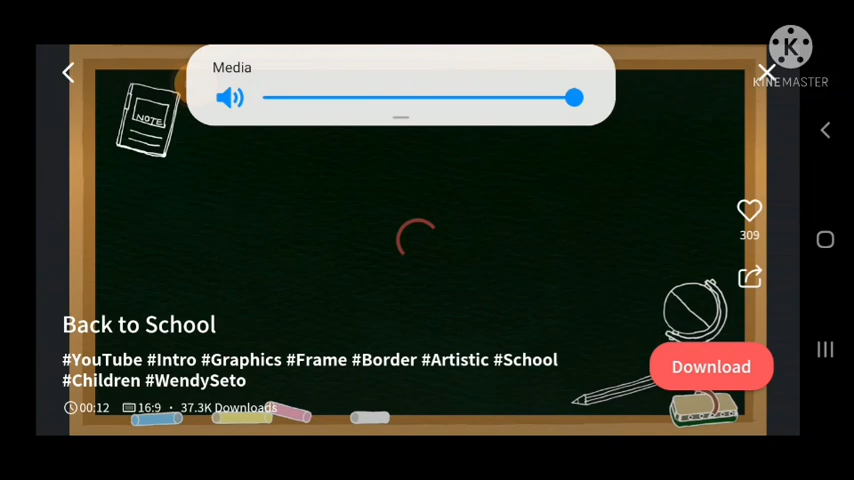 Media
K
KINEMASTER
NOTE
309
Back to School
#YouTube #Intro #Graphics #Frame #Border #Artistic #School
#Children #WendySeto
Download
00:12 16:9 · 37.3K Downloads